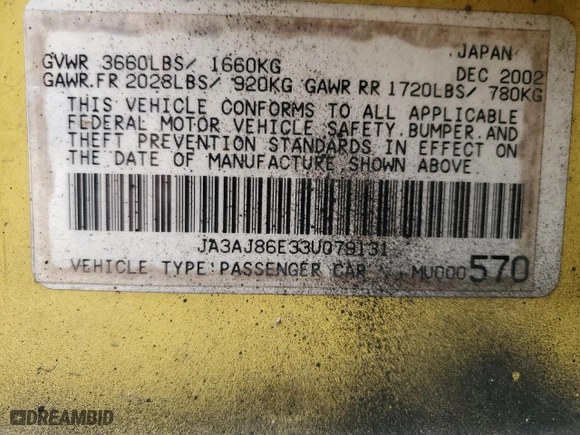 JAPAN
GVWR 3660LBS/ 1660KG DEC 2002
GAWR.FR 2028LBS/ 920KG GAWR RR 1720LBS/ 780KG
THIS VEHICLE CONFORMS TO ALL APPLICABLE
FEDERAL MOTOR VEHICLE SAFETY,BUMPER,AND
THEFT PREVENTION STANDARDS IN EFFECT ON
THE DATE OF MANUFACTURE SHOWN ABOVE.
JA3AJ86E33U079131
VEHICLE TYPE:PASSENGER CAR MU000570
DREAMBID